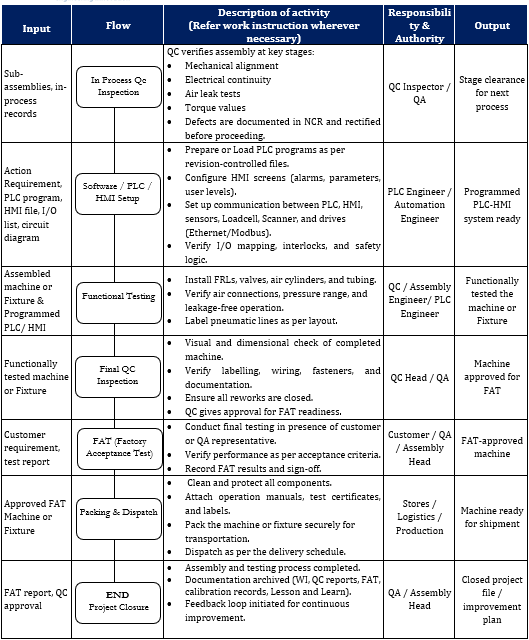 Input
Flow
Description of activity
(Refer work instruction wherever
necessary)
Responsibili
ty &
Authority
Output
Sub-
assemblies, in-
process
records
In Process Qc
Inspection
QC verifies assembly at key stages:
• Mechanical alignment
• Electrical continuity
• Air leak tests
• Torque values
• Defects are documented in NCR and rectified
before proceeding.
QC Inspector /
QA
Stage clearance
for next
process
Action
Requirement,
PLC program,
HMI file, I/O
list, circuit
diagram
Software / PLC /
HMI Setup
• Prepare or Load PLC programs as per
revision-controlled files.
• Configure HMI screens (alarms, parameters,
user levels).
• Set up communication between PLC, HMI,
sensors, Loadcell, Scanner, and drives
(Ethernet/Modbus).
• Verify I/O mapping, interlocks, and safety
logic.
PLC Engineer /
Automation
Engineer
Programmed
PLC-HMI
system ready
Assembled
machine or
Fixture &
Programmed
PLC/ HMI
Functional Testing
• Install FRLs, valves, air cylinders, and tubing.
• Verify air connections, pressure range, and
leakage-free operation.
• Label pneumatic lines as per layout.
QC / Assembly
Engineer/ PLC
Engineer
Functionally
tested the
machine or
Fixture
Functionally
tested machine
or Fixture
Final QC
Inspection
• Visual and dimensional check of completed
machine.
• Verify labelling, wiring, fasteners, and
documentation.
• Ensure all reworks are closed.
• QC gives approval for FAT readiness.
QC Head / QA
Machine
approved for
FAT
Customer
requirement,
test report
FAT (Factory
Acceptance Test)
• Conduct final testing in presence of customer
or QA representative.
• Verify performance as per acceptance criteria.
• Record FAT results and sign-off.
Customer / QA
/ Assembly
Head
FAT-approved
machine
Approved FAT
Machine or
Fixture
Packing & Dispatch
• Clean and protect all components.
• Attach operation manuals, test certificates,
and labels.
• Pack the machine or fixture securely for
transportation.
• Dispatch as per the delivery schedule.
Stores /
Logistics /
Production
Machine ready
for shipment
FAT report, QC
approval
END
Project Closure
• Assembly and testing process completed.
• Documentation archived (WI, QC reports, FAT,
calibration records, Lesson and Learn).
• Feedback loop initiated for continuous
improvement.
QA / Assembly
Head
Closed project
file /
improvement
plan